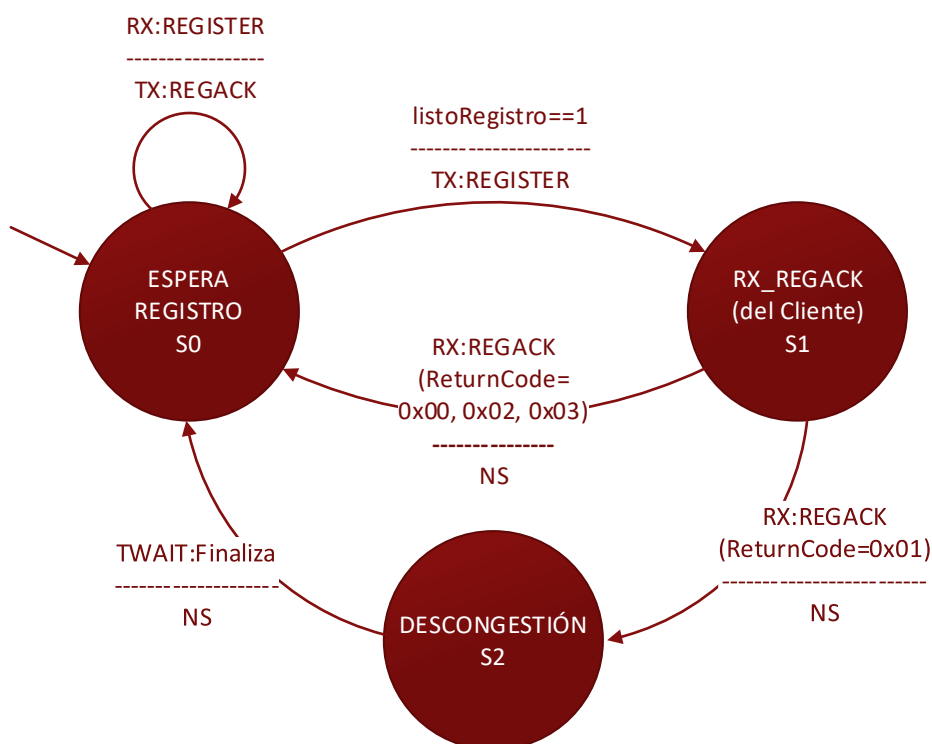 RX:REGISTER
-----------------
TX:REGACK
listoRegistro==1
----------------------
TX:REGISTER
ESPERA
REGISTRO
S0
RX_REGACK
(del Cliente)
S1
RX:REGACK
(ReturnCode=
0x00, 0x02, 0x03)
---------------
NS
RX:REGACK
(ReturnCode=0x01)
-------------------------
NS
TWAIT:Finaliza
--------------------
NS
DESCONGESTIÓN
S2